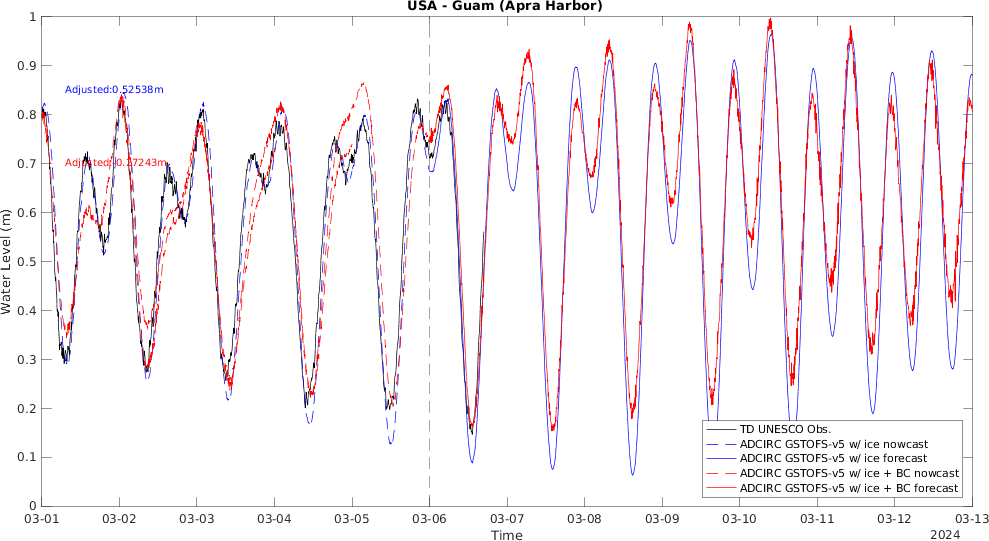 USA - Guam (Apra Harbor)
Water Level (m)
1
0.9
0.8
0.7
0.6
0.5
0.4
0.3
0.2
0.1
0
Adjusted:0.52538m
Adjusted:-0.17243m
TD UNESCO Obs.
ADCIRC GSTOFS-v5 w/ ice nowcast
ADCIRC GSTOFS-v5 w/ ice forecast
ADCIRC GSTOFS-v5 w/ ice + BC nowcast
ADCIRC GSTOFS-v5 w/ ice + BC forecast
03-01 03-02 03-03 03-04 03-05 03-06 03-07 03-08 03-09 03-10 03-11 03-12 03-13
Time
2024